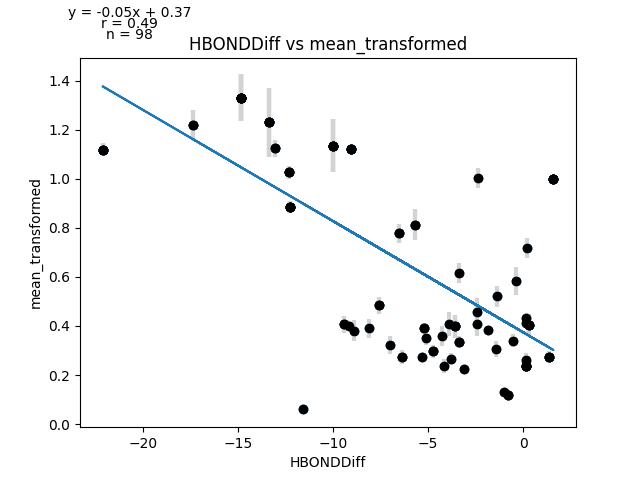 y = -0.05x + 0.37
r = 0.49
n = 98
HBONDDiff vs mean_transformed
mean_transformed
1.4
1.2
1.0
0.8
0.6
0.4
0.2
0.0
−20
−15
−10
−5
0
HBONDDiff